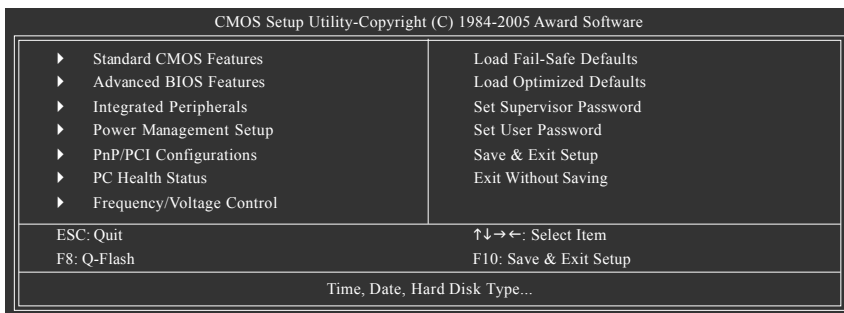 CMOS Setup Utility-Copyright (C) 1984-2005 Award Software
Standard CMOS Features
Advanced BIOS Features
Integrated Peripherals
Power Management Setup
PnP/PCI Configurations
PC Health Status
Frequency/Voltage Control
Load Fail-Safe Defaults
Load Optimized Defaults
Set Supervisor Password
Set User Password
Save & Exit Setup
Exit Without Saving
ESC: Quit
↑↓→←: Select Item
F8: Q-Flash
F10: Save & Exit Setup
Time, Date, Hard Disk Type...